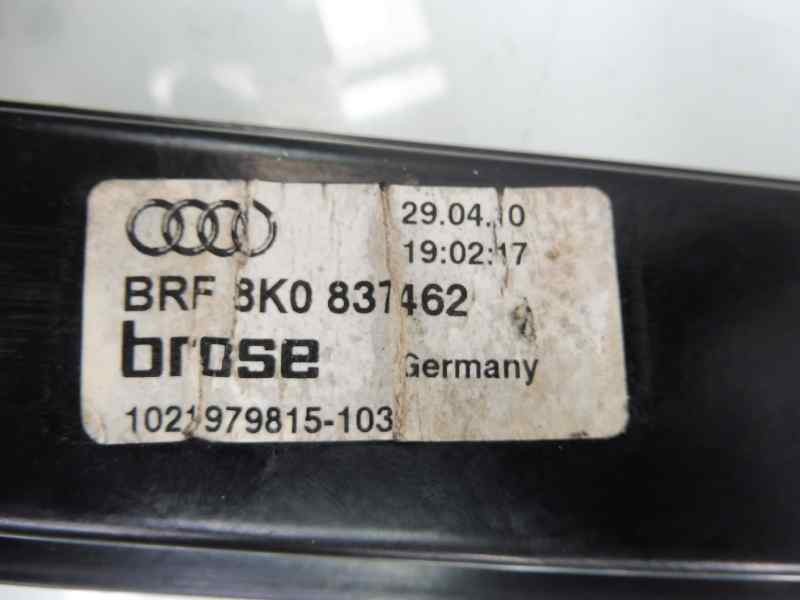 29.04.10
19:02:17
BRF 8K0 837462
brose
Germany
1021979815-103